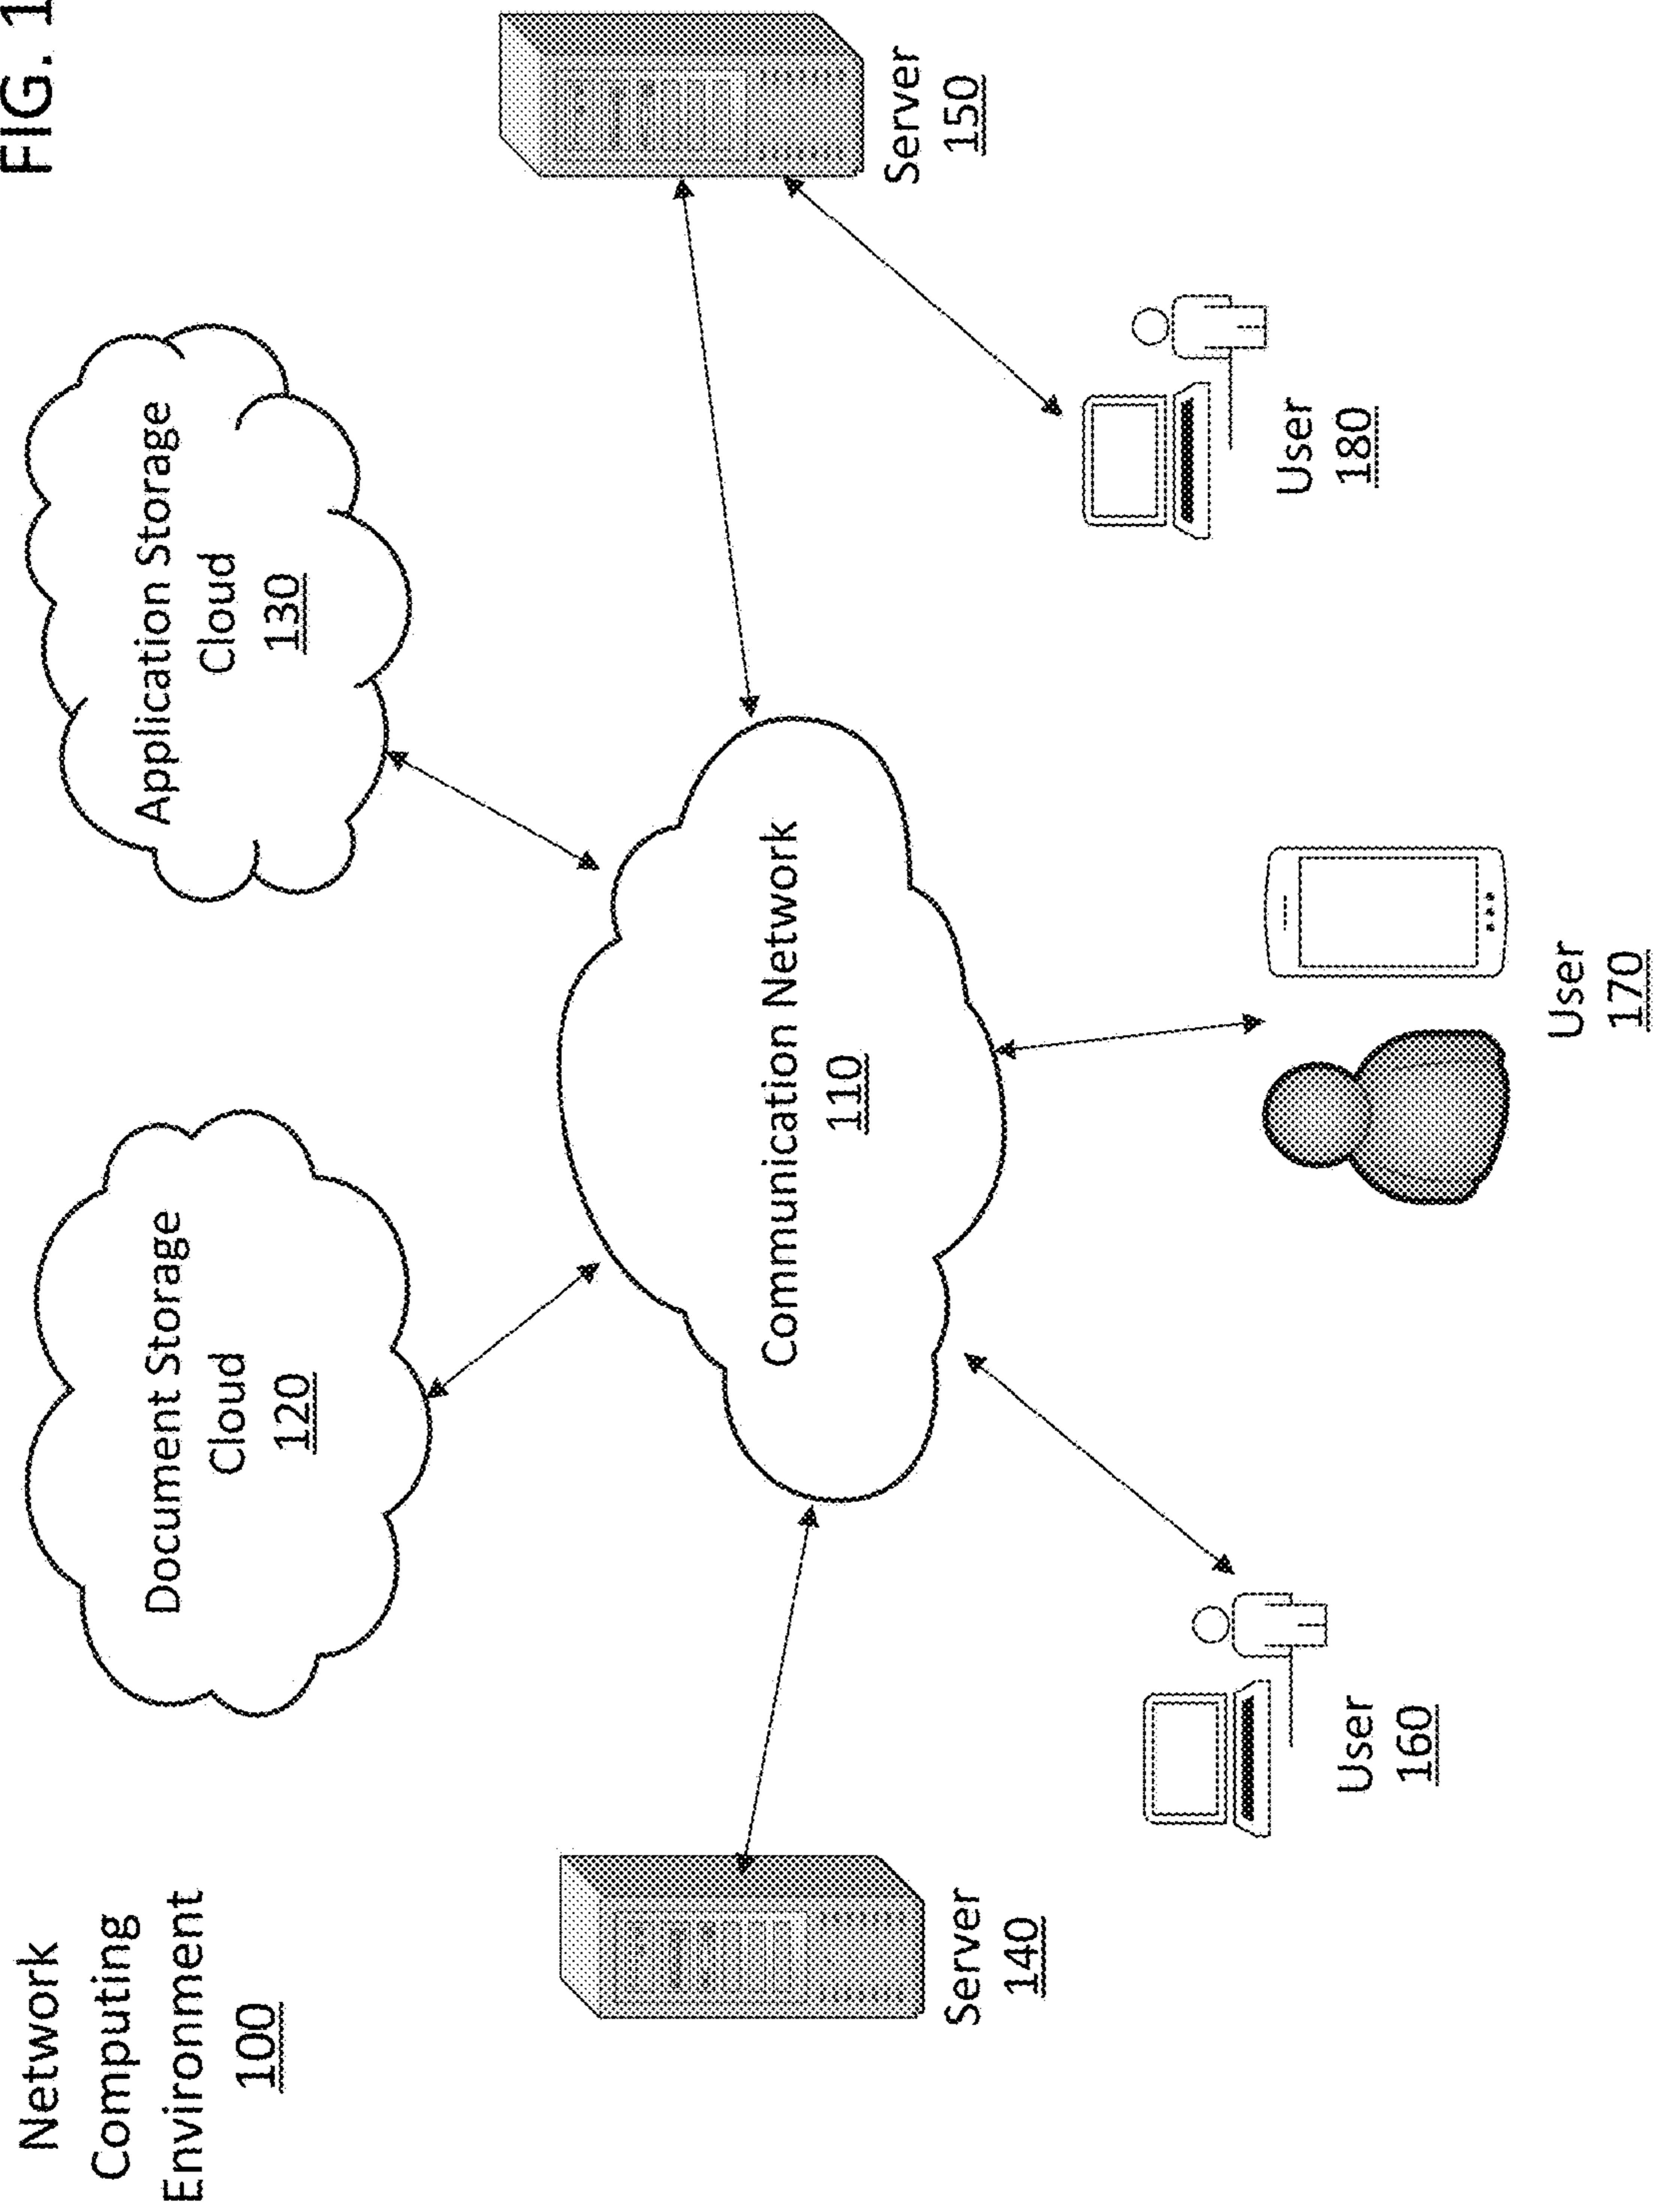 FIG. 1
Network
Computing
Environment
100
Document Storage
Cloud
120
Application Storage
Cloud
130
Communication Network
110
Server
140
Server
150
User
160
User
170
User
180